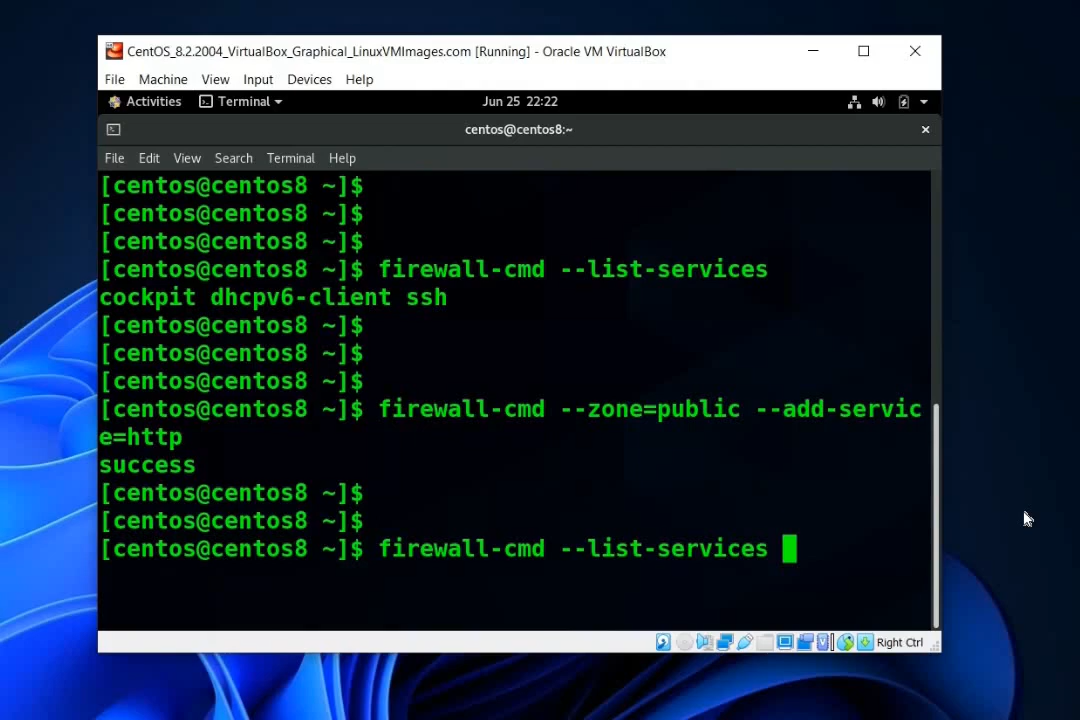 CentOS_8.2.2004_VirtualBox_Graphical_LinuxVMImages.com [Running] - Oracle VM VirtualBox
File Machine View Input Devices Help
Activities Terminal Jun 25 22:22
centos@centos8:~
File Edit View Search Terminal Help
[centos@centos8 ~]$
[centos@centos8 ~]$
[centos@centos8 ~]$
[centos@centos8 ~]$ firewall-cmd --list-services
cockpit dhcpv6-client ssh
[centos@centos8 ~]$
[centos@centos8 ~]$
[centos@centos8 ~]$
[centos@centos8 ~]$ firewall-cmd --zone=public --add-servic
e=http
success
[centos@centos8 ~]$
[centos@centos8 ~]$
[centos@centos8 ~]$ firewall-cmd --list-services
Right Ctrl